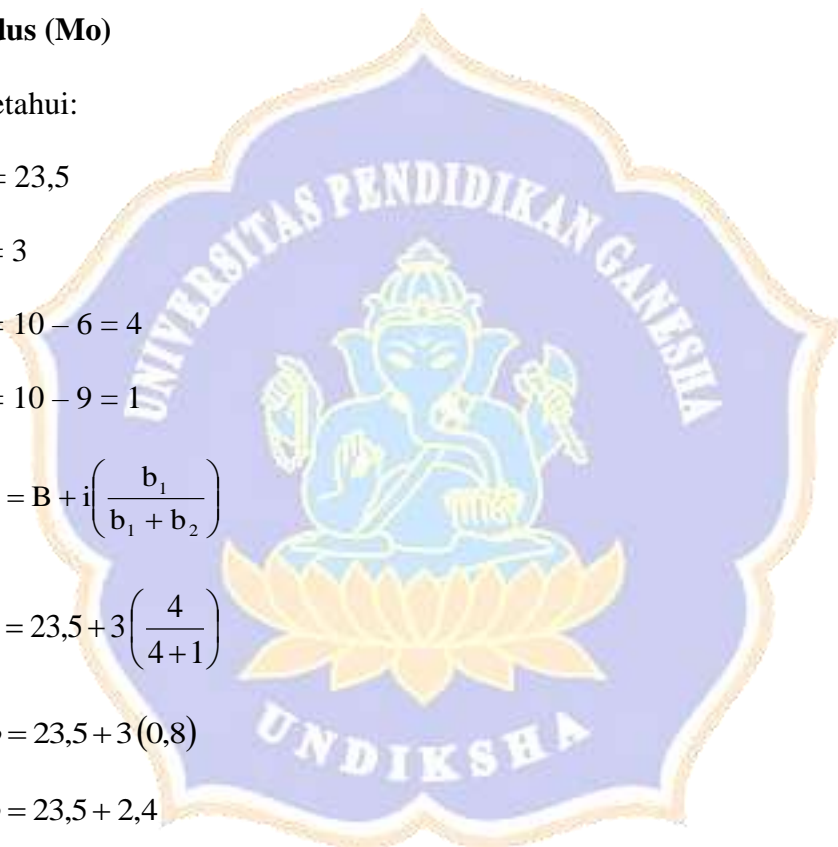 dus (Mo)
etahui:
= 23,5
= 3
= 10 – 6 = 4
= 10 – 9 = 1
= B + i(b₁ / (b₁ + b₂))
= 23,5 + 3(4 / (4 + 1))
= 23,5 + 3(0,8)
= 23,5 + 2,4
UNIVERSITAS PENDIDIKAN GANESHA
UNDIKSHA